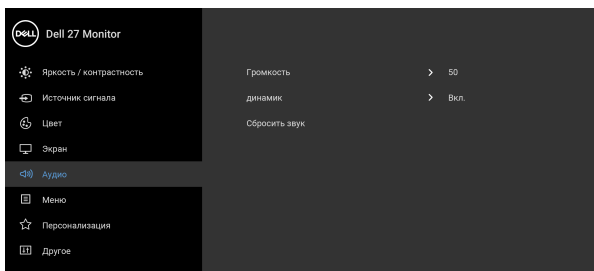 DELL Dell 27 Monitor
Яркость / контрастность
Громкость 50
Источник сигнала
динамик Вкл.
Цвет
Сбросить звук
Экран
Аудио
Меню
Персонализация
Другое